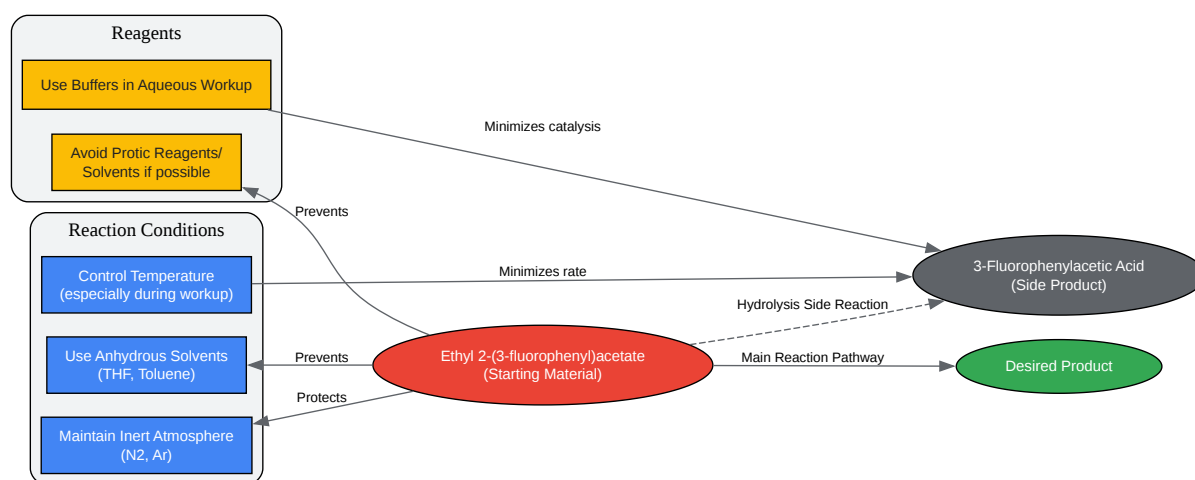 Reagents
Use Buffers in Aqueous Workup
Minimizes catalysis
Avoid Protic Reagents/
Solvents if possible
Prevents
Reaction Conditions
Control Temperature
(especially during workup)
Minimizes rate
3-Fluorophenylacetic Acid
(Side Product)
Hydrolysis Side Reaction
Use Anhydrous Solvents
(THF, Toluene)
Prevents
Ethyl 2-(3-fluorophenyl)acetate
(Starting Material)
Main Reaction Pathway
Desired Product
Protects
Maintain Inert Atmosphere
(N2, Ar)